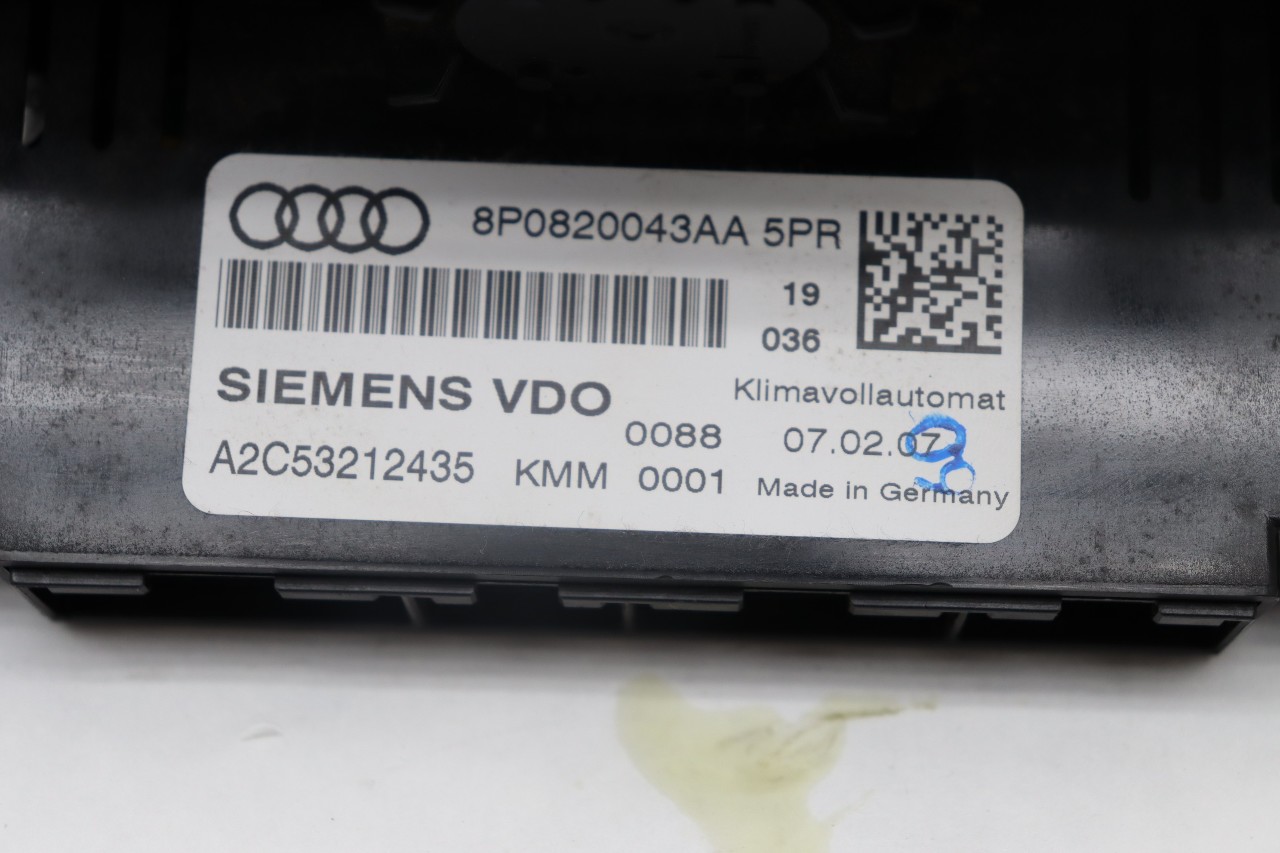 8P0820043AA 5PR
19
036
SIEMENS VDO
Klimavollautomat
0088 07.02.07
A2C53212435 KMM 0001
Made in Germany